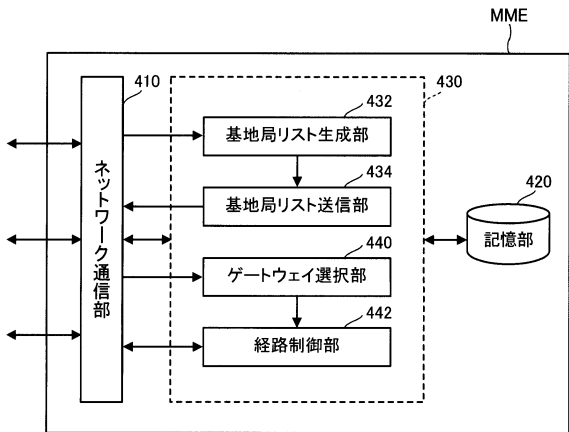 MME
410
430
432
基地局リスト生成部
434
基地局リスト送信部
420
記憶部
ネットワーク通信部
440
ゲートウェイ選択部
442
経路制御部